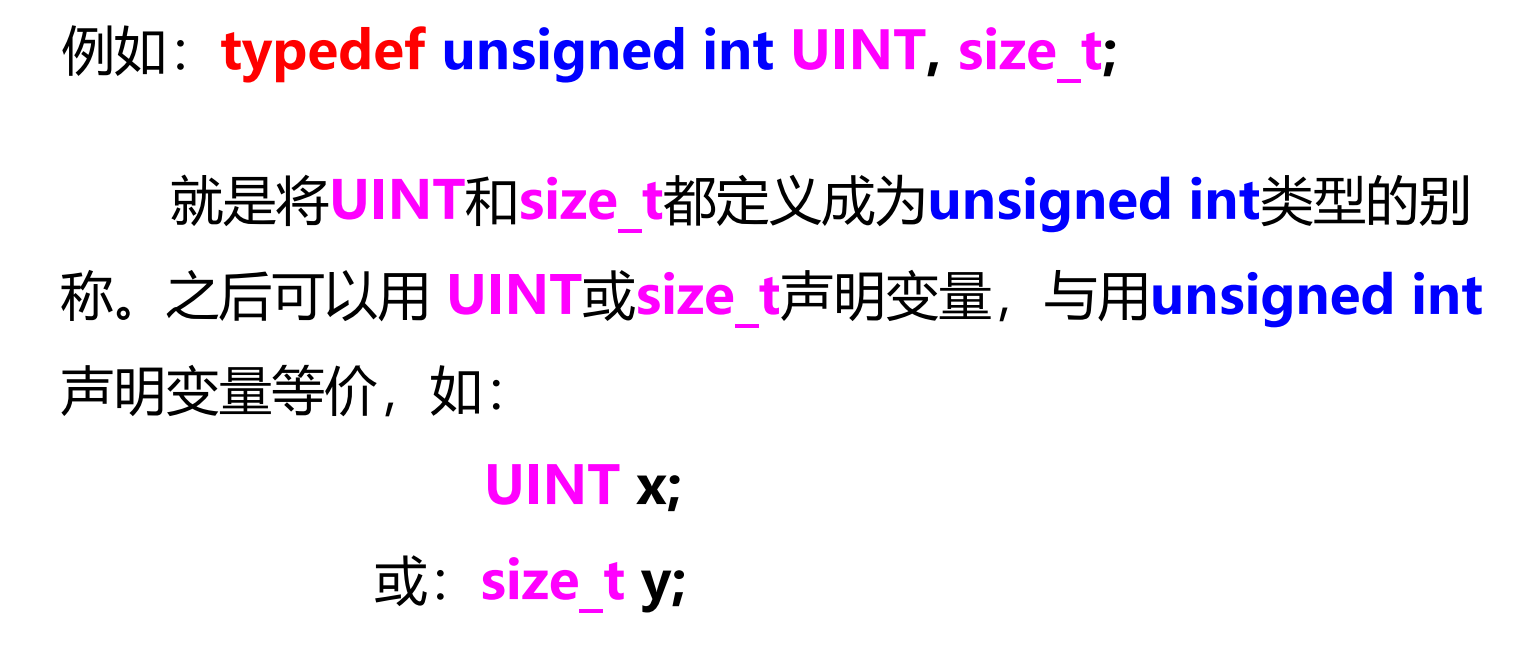 例如：typedef unsigned int UINT, size_t;
就是将UINT和size_t都定义成为unsigned int类型的别
称。之后可以用 UINT或size_t声明变量，与用unsigned int
声明变量等价，如：
UINT x;
或：size_t y;